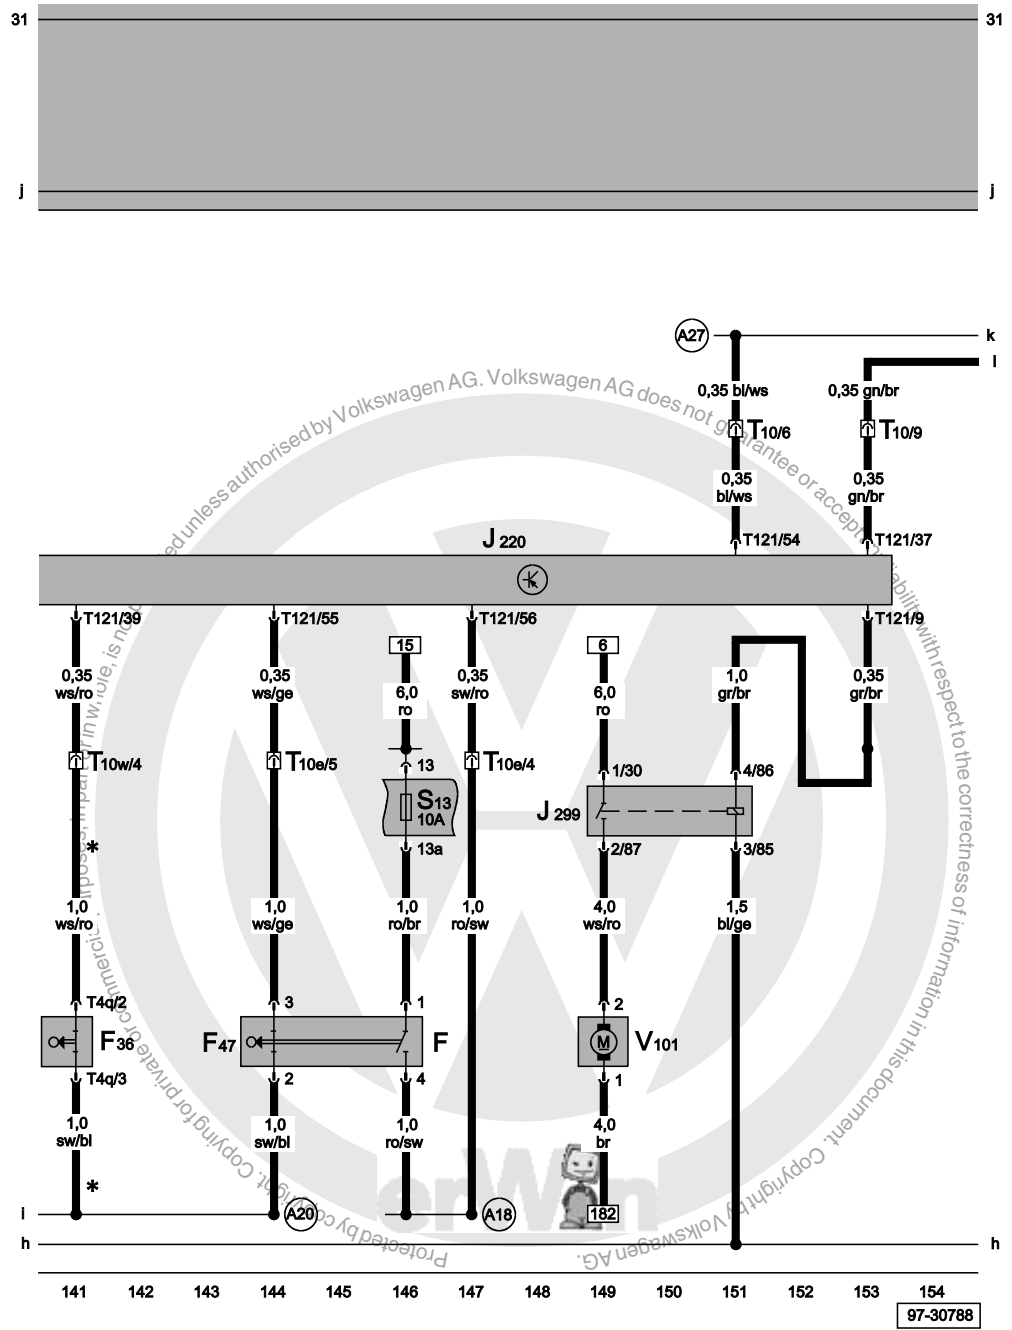 31 31
j j
A27 k
l
0,35 bl/ws 0,35 gn/br
T10/6 T10/9
0,35 bl/ws 0,35 gn/br
J 220 T121/54 T121/37
T121/39 T121/55 T121/56 T121/9
15 6
0,35 ws/ro 0,35 ws/ge 6,0 ro 0,35 sw/ro 6,0 ro 1,0 gr/br 0,35 gr/br
T10w/4 T10e/5 13 T10e/4 1/30 4/86
S13 10A J 299
* 13a 2/87 3/85
1,0 ws/ro 1,0 ws/ge 1,0 ro/br 1,0 ro/sw 4,0 ws/ro 1,5 bl/ge
T4q/2 3 1 2
F36 F47 F M V101
T4q/3 2 4 1
1,0 sw/bl 1,0 sw/bl 1,0 ro/sw 4,0 br
*
i A20 A18 182
h h
141 142 143 144 145 146 147 148 149 150 151 152 153 154
97-30788
erWin
Protected by copyright. Copying for private or commercial purposes, in part or in whole, is not permitted unless authorised by Volkswagen AG. Volkswagen AG does not guarantee or accept any liability with respect to the correctness of information in this document. Copyright by Volkswagen AG.